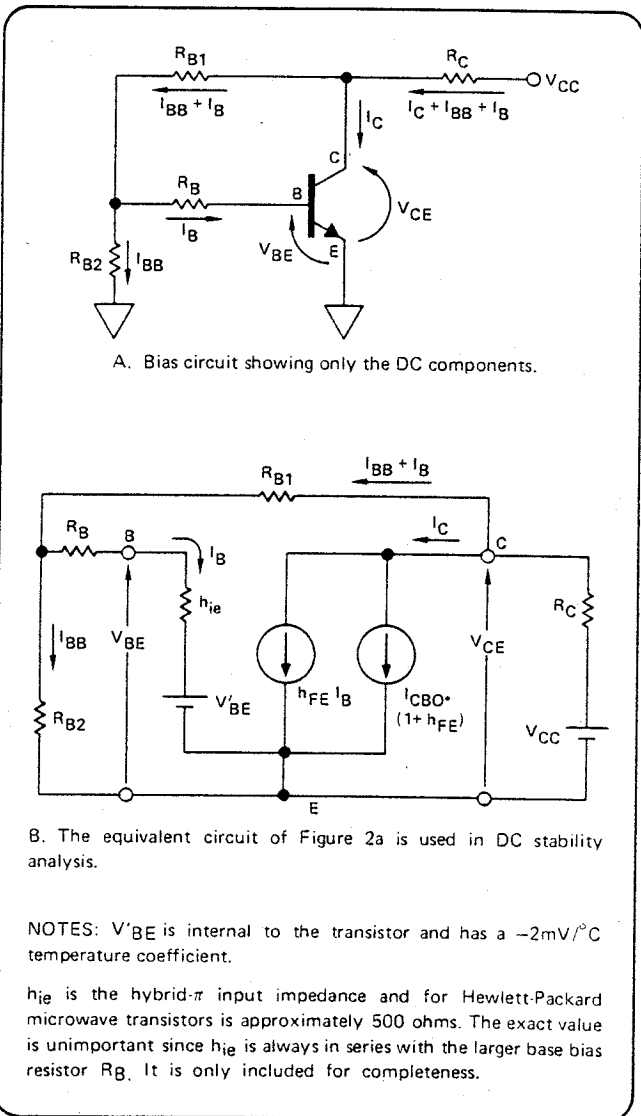 RB1
RC
VCC
IBB + IB
IC + IBB + IB
IC
C
RB
B
VCE
IB
VBE
E
RB2
IBB
A. Bias circuit showing only the DC components.
RB1
IBB + IB
RB
B
IB
IC
C
hie
RC
IBB
VBE
VCE
hFE IB
ICBO•
(1+ hFE)
V'BE
RB2
VCC
E
B. The equivalent circuit of Figure 2a is used in DC stability
analysis.
NOTES: V'BE is internal to the transistor and has a −2mV/°C
temperature coefficient.
hie is the hybrid-π input impedance and for Hewlett-Packard
microwave transistors is approximately 500 ohms. The exact value
is unimportant since hie is always in series with the larger base bias
resistor RB. It is only included for completeness.